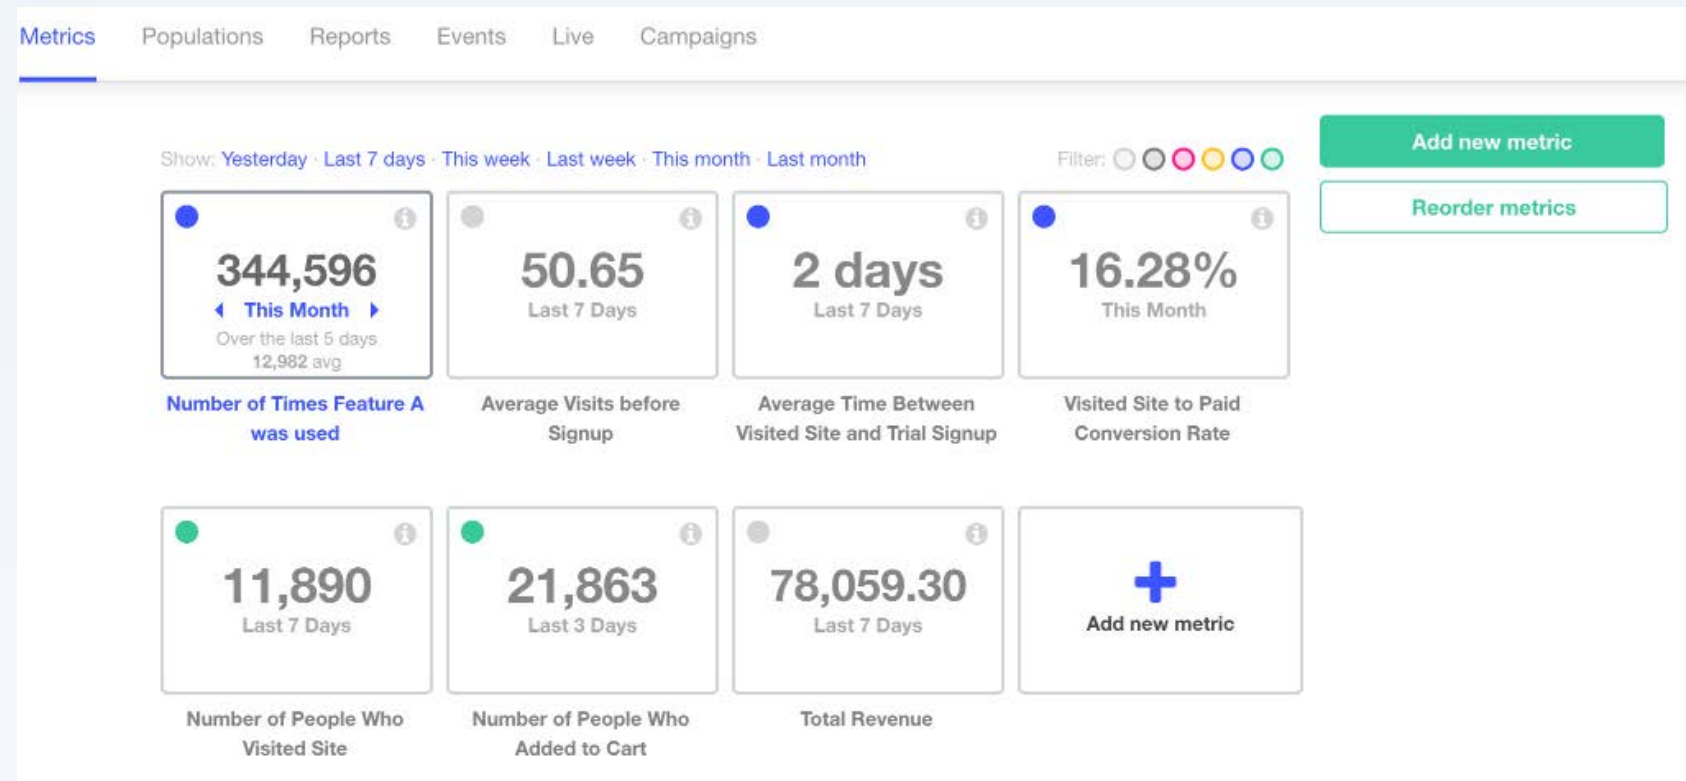 Metrics Populations Reports Events Live Campaigns
Show: Yesterday · Last 7 days · This week · Last week · This month · Last month
Filter:
Add new metric
Reorder metrics
344,596
This Month
Over the last 5 days
12,982 avg
Number of Times Feature A
was used
50.65
Last 7 Days
Average Visits before
Signup
2 days
Last 7 Days
Average Time Between
Visited Site and Trial Signup
16.28%
This Month
Visited Site to Paid
Conversion Rate
11,890
Last 7 Days
Number of People Who
Visited Site
21,863
Last 3 Days
Number of People Who
Added to Cart
78,059.30
Last 7 Days
Total Revenue
Add new metric